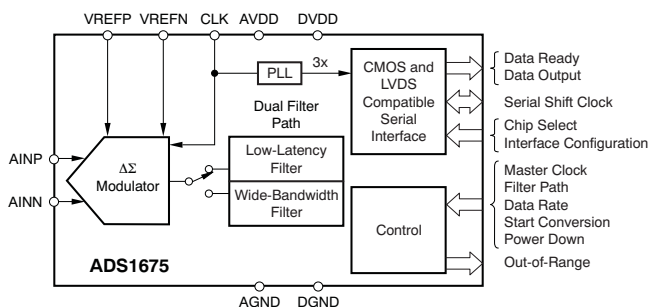 VREFP VREFN CLK AVDD DVDD
PLL
3x
CMOS and
LVDS
Compatible
Serial
Interface
Data Ready
Data Output
Serial Shift Clock
Chip Select
Interface Configuration
Dual Filter
Path
AINP
AINN
ΔΣ
Modulator
Low-Latency
Filter
Wide-Bandwidth
Filter
Control
Master Clock
Filter Path
Data Rate
Start Conversion
Power Down
Out-of-Range
ADS1675
AGND DGND